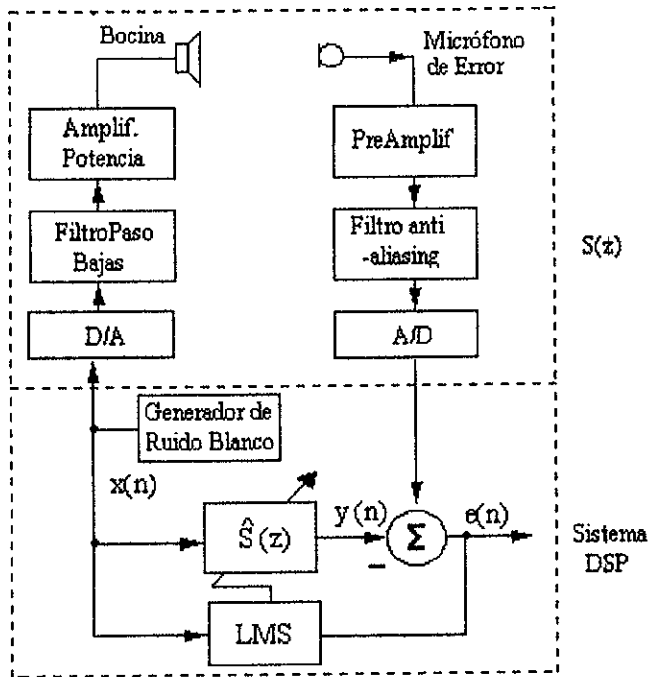 Bocina
Micrófono
de Error
Amplif.
Potencia
PreAmplif
FiltroPaso
Bajas
Filtro anti
-aliasing
S(z)
D/A
A/D
Generador de
Ruido Blanco
x(n)
Ŝ(z)
y(n)
Σ
e(n)
−
Sistema
DSP
LMS